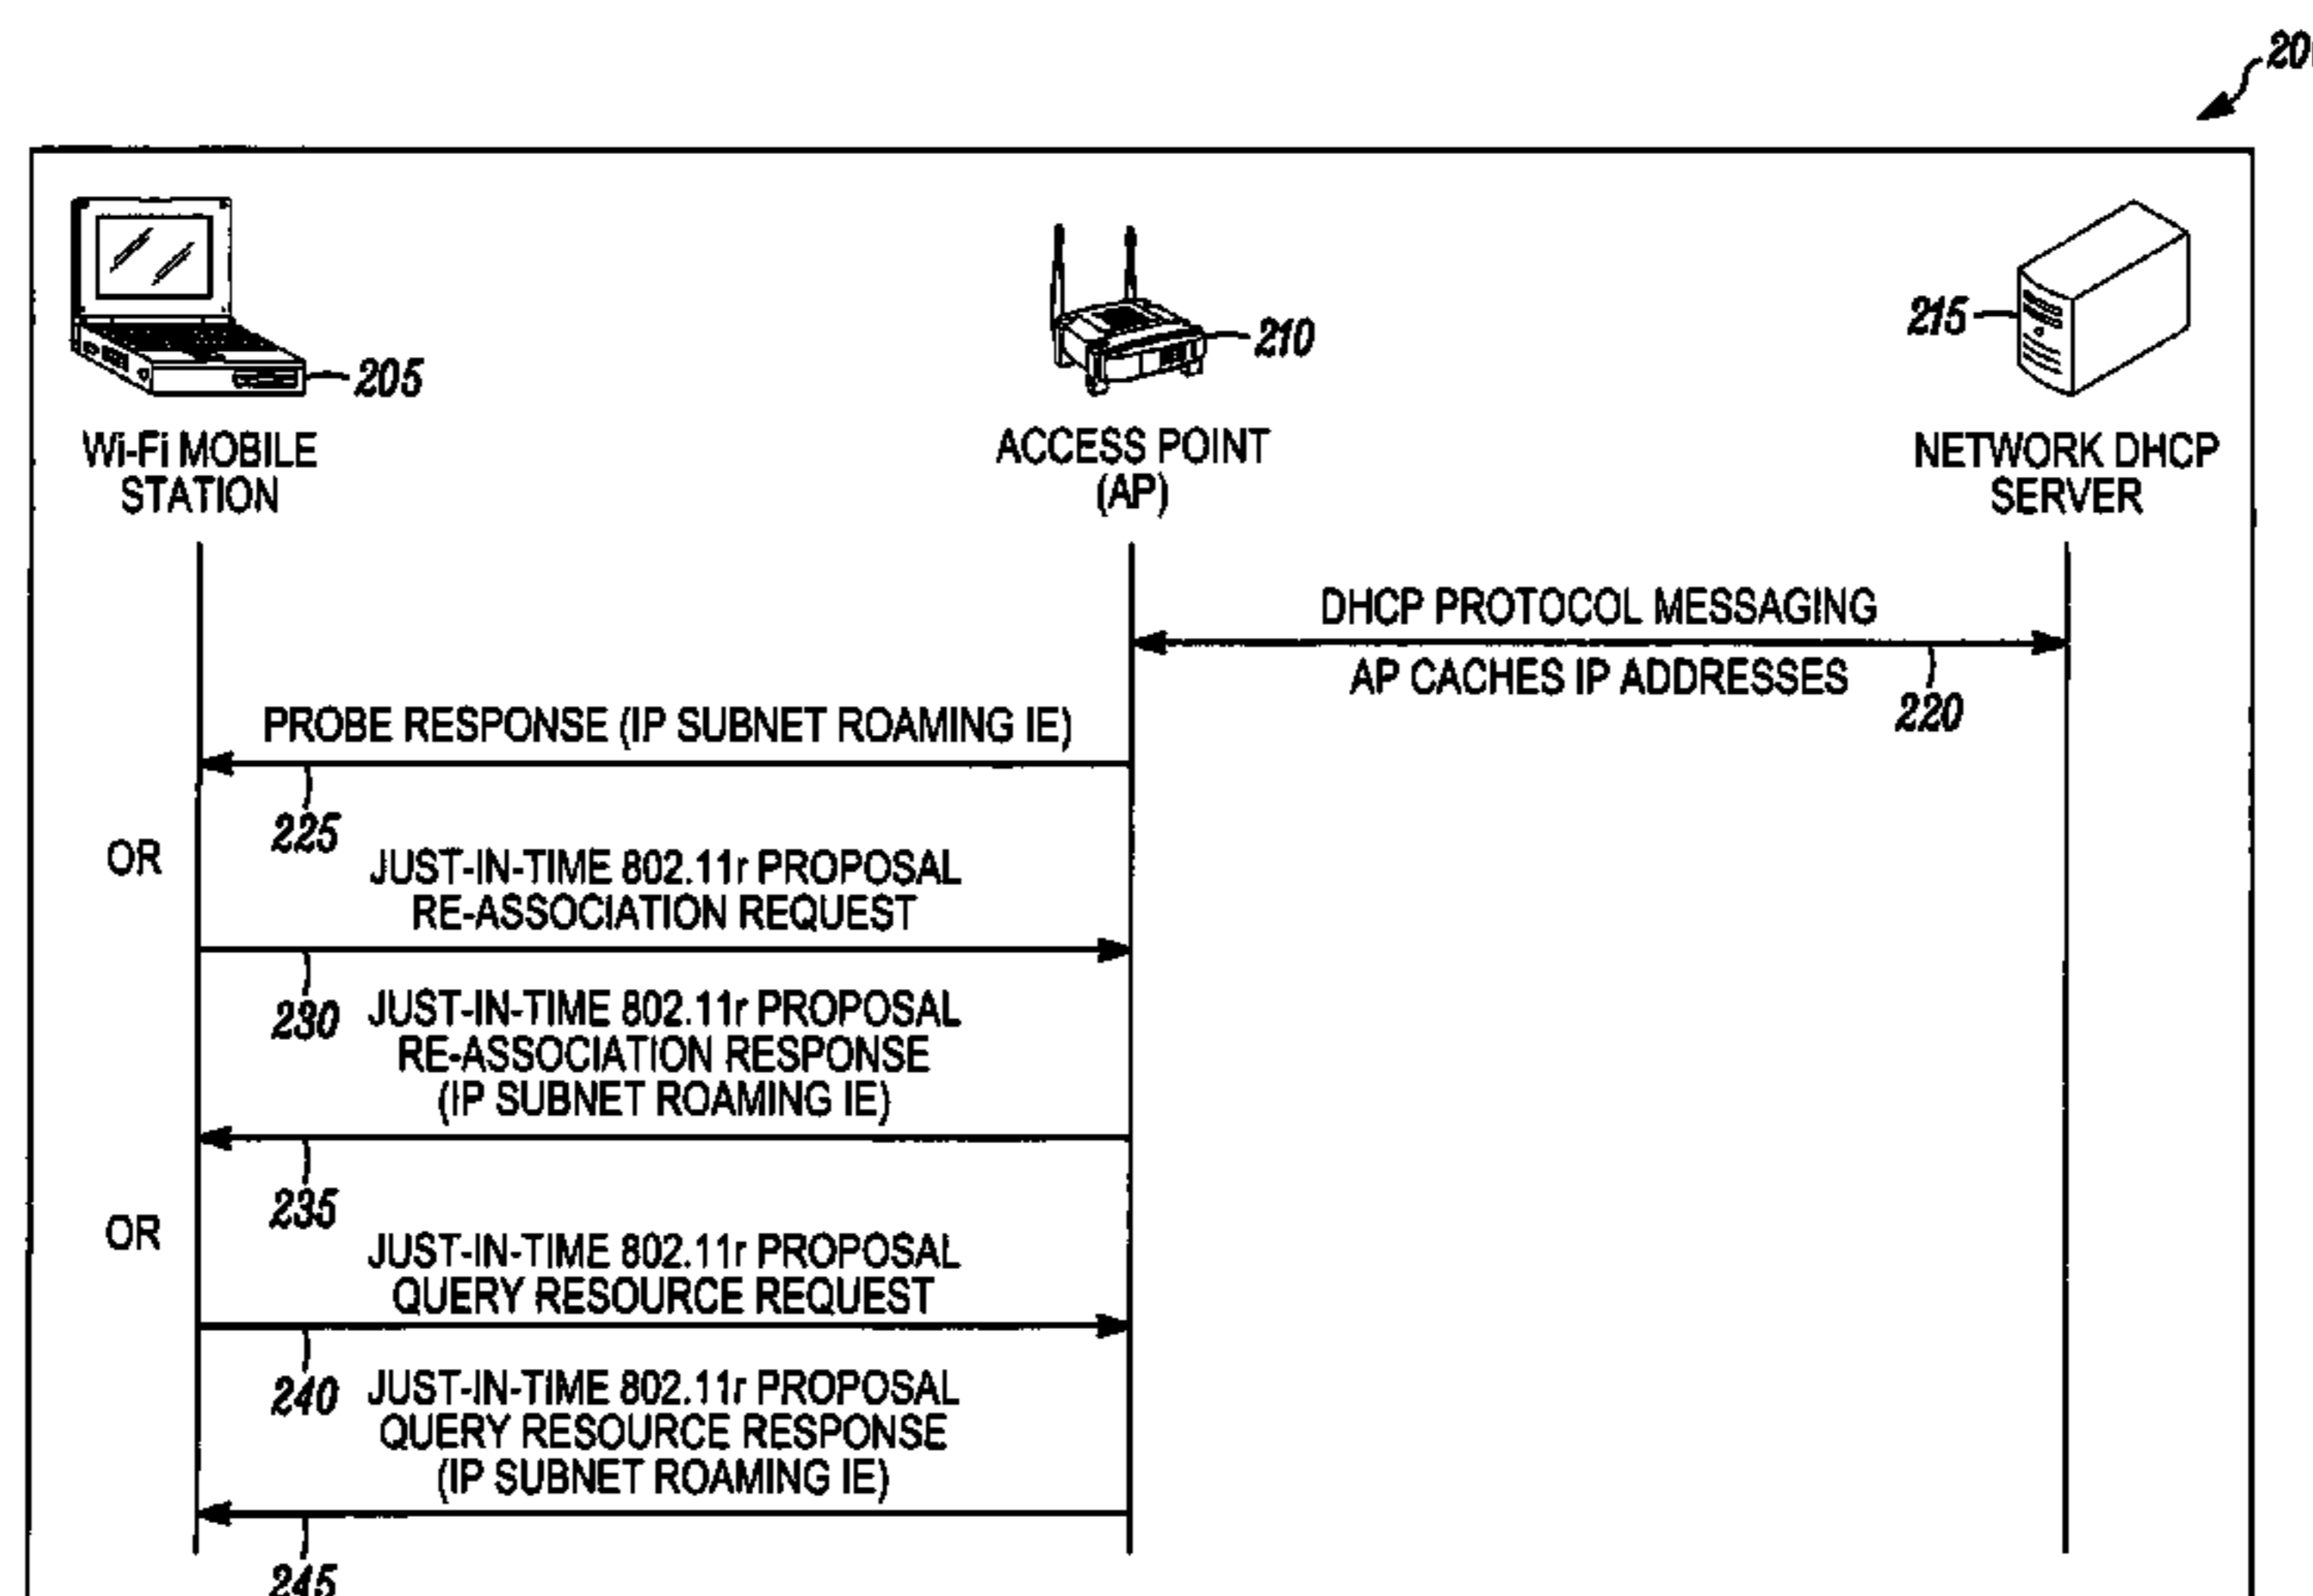 205
210
215
Wi-Fi MOBILE
STATION
ACCESS POINT
(AP)
NETWORK DHCP
SERVER
DHCP PROTOCOL MESSAGING
AP CACHES IP ADDRESSES
220
PROBE RESPONSE (IP SUBNET ROAMING IE)
225
OR
JUST-IN-TIME 802.11r PROPOSAL
RE-ASSOCIATION REQUEST
230
JUST-IN-TIME 802.11r PROPOSAL
RE-ASSOCIATION RESPONSE
(IP SUBNET ROAMING IE)
235
OR
JUST-IN-TIME 802.11r PROPOSAL
QUERY RESOURCE REQUEST
240
JUST-IN-TIME 802.11r PROPOSAL
QUERY RESOURCE RESPONSE
(IP SUBNET ROAMING IE)
245